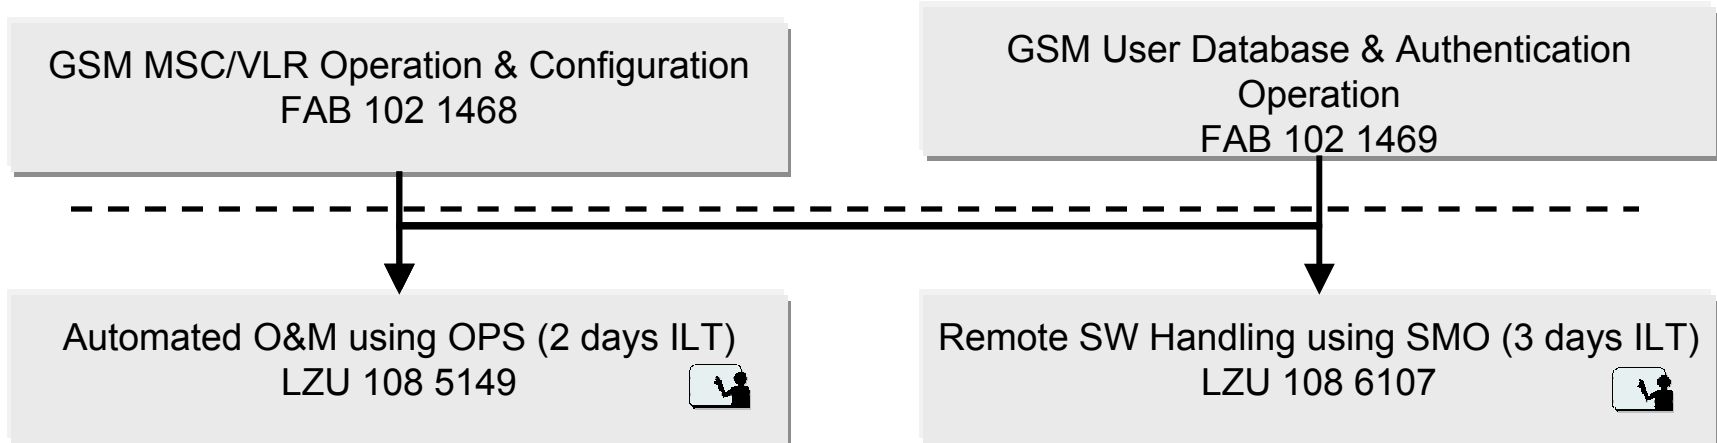 GSM MSC/VLR Operation & Configuration
FAB 102 1468
GSM User Database & Authentication
Operation
FAB 102 1469
Automated O&M using OPS (2 days ILT)
LZU 108 5149
Remote SW Handling using SMO (3 days ILT)
LZU 108 6107